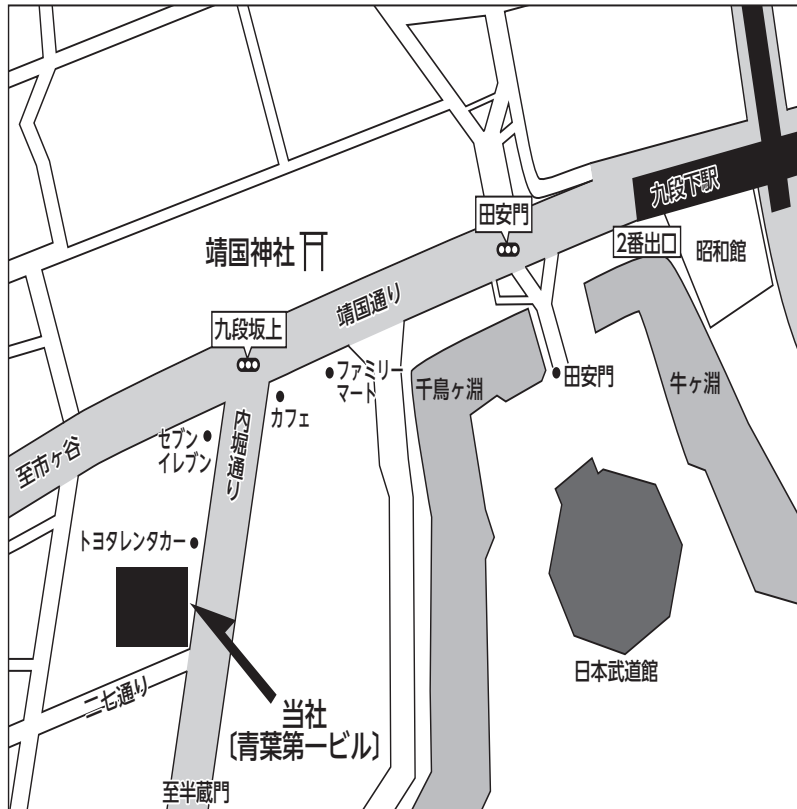 九段下駅
田安門
2番出口
昭和館
靖国神社
靖国通り
九段坂上
ファミリー
マート
千鳥ヶ淵
田安門
牛ヶ淵
カフェ
内堀通り
セブン
イレブン
至市ヶ谷
トヨタレンタカー
日本武道館
二七通り
当社
〔青葉第一ビル〕
至半蔵門